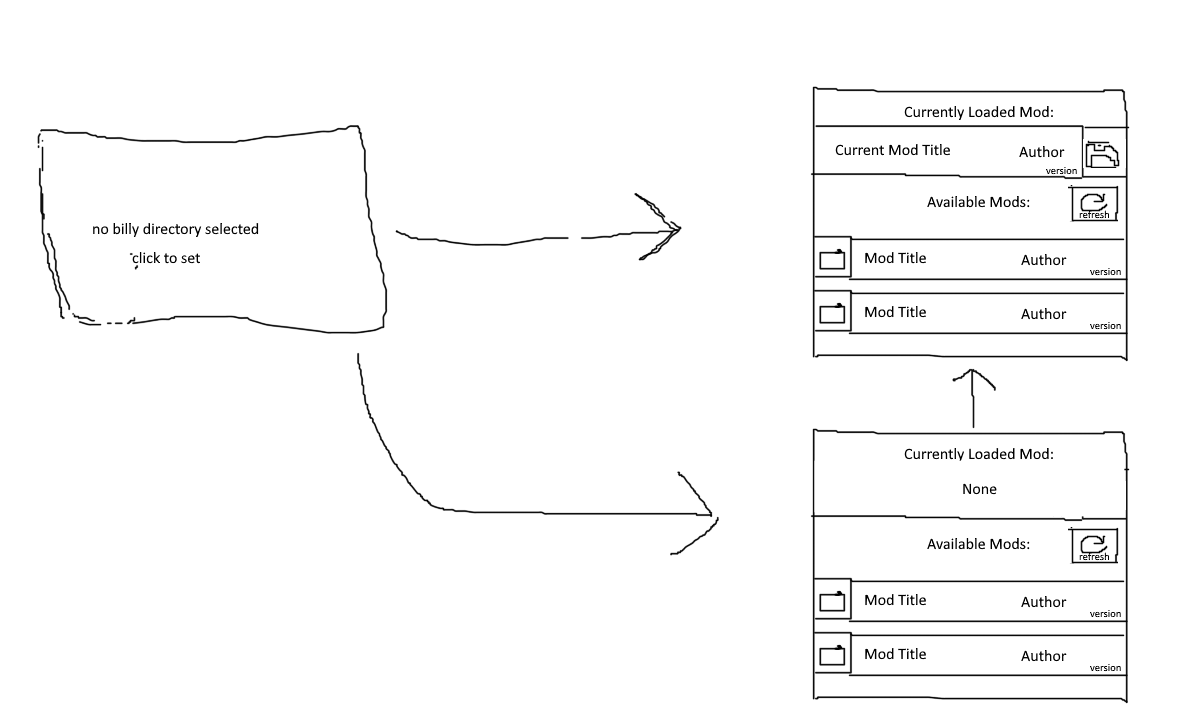 no billy directory selected
click to set
Currently Loaded Mod:
Current Mod Title Author
version
Available Mods:
refresh
Mod Title Author
version
Mod Title Author
version
Currently Loaded Mod:
None
Available Mods:
refresh
Mod Title Author
version
Mod Title Author
version